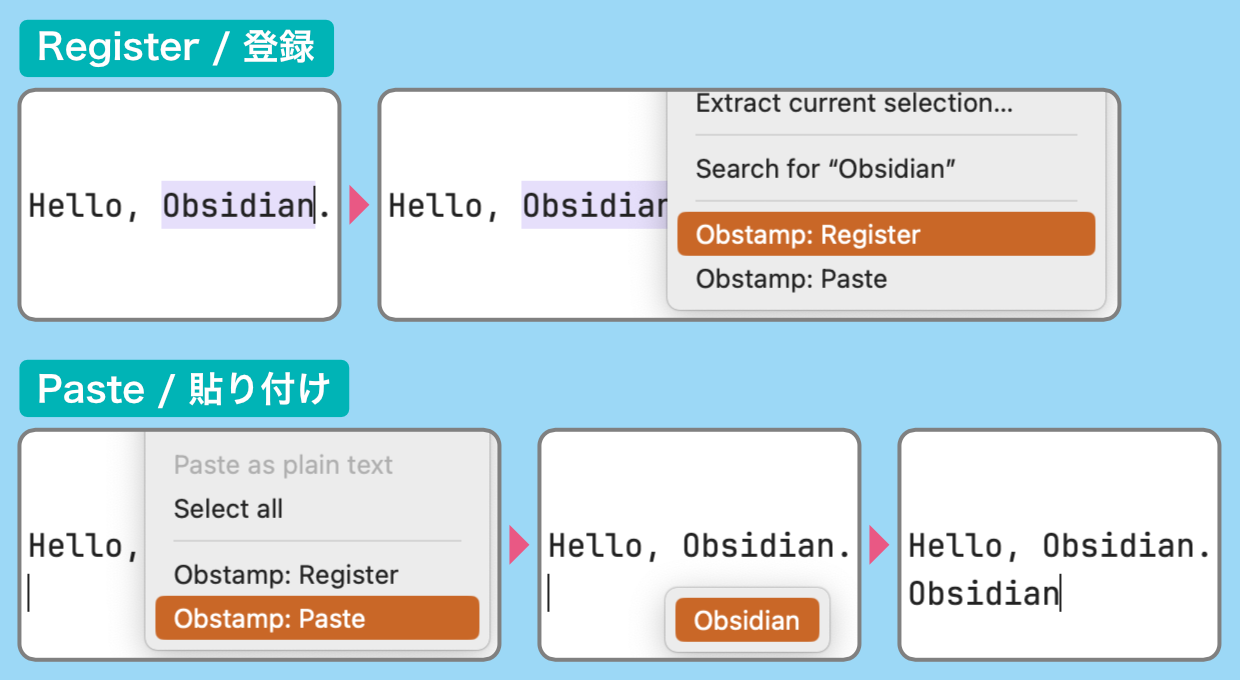 Register / 登録
Hello, Obsidian.
Hello, Obsidian
Extract current selection...
Search for “Obsidian”
Obstamp: Register
Obstamp: Paste
Paste / 貼り付け
Hello,
Paste as plain text
Select all
Obstamp: Register
Obstamp: Paste
Hello, Obsidian.
Obsidian
Hello, Obsidian.
Obsidian